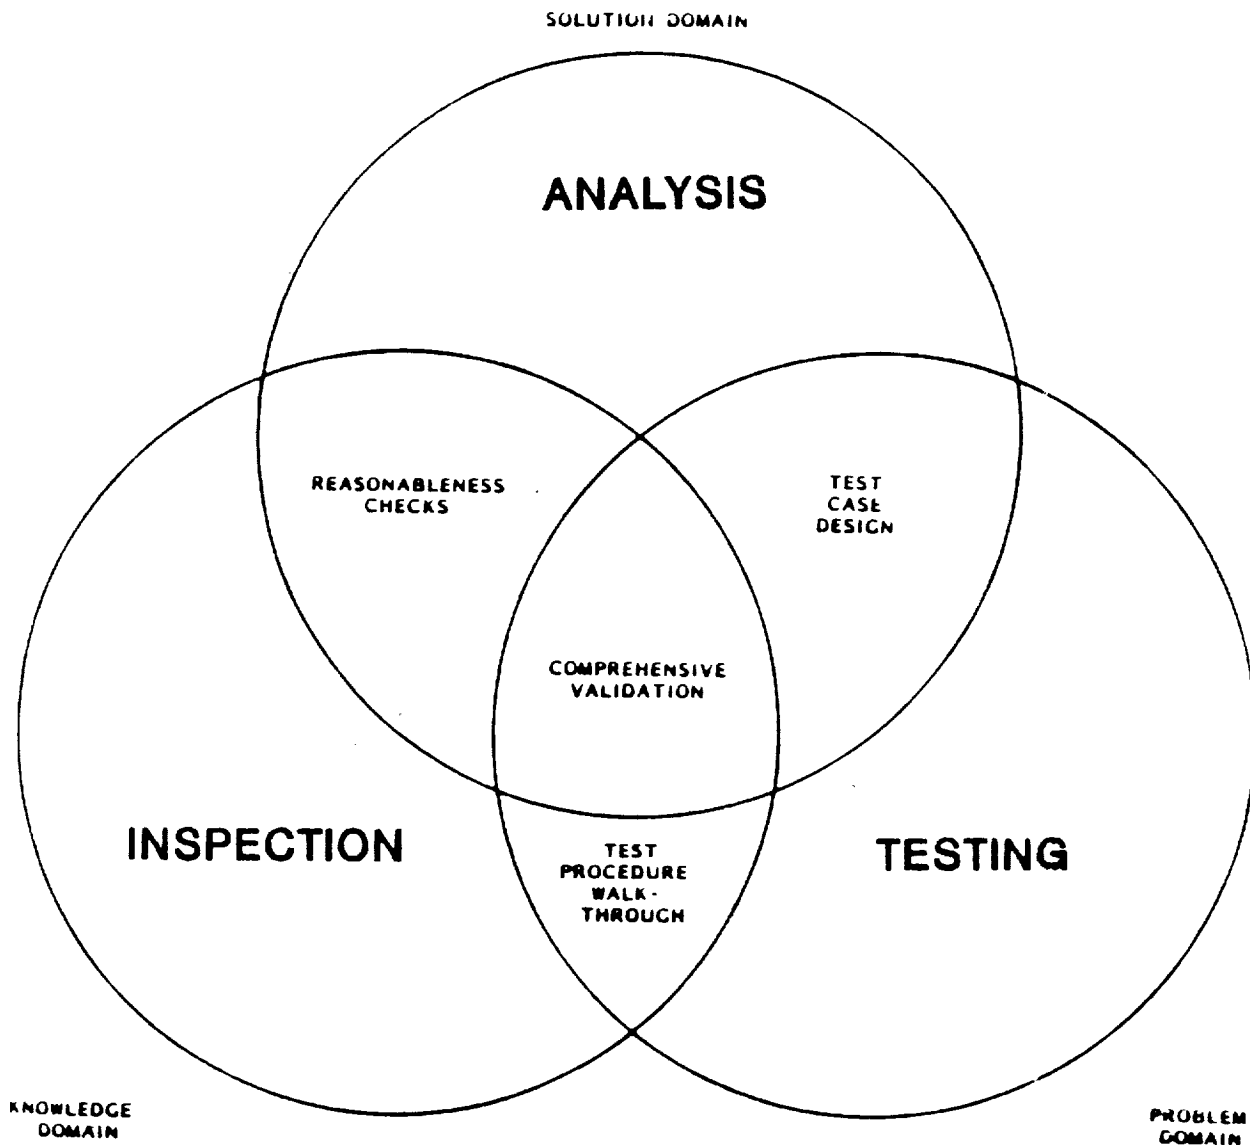 SOLUTION DOMAIN
ANALYSIS
REASONABLENESS
CHECKS
TEST
CASE
DESIGN
COMPREHENSIVE
VALIDATION
INSPECTION
TESTING
TEST
PROCEDURE
WALK-
THROUGH
KNOWLEDGE
DOMAIN
PROBLEM
DOMAIN